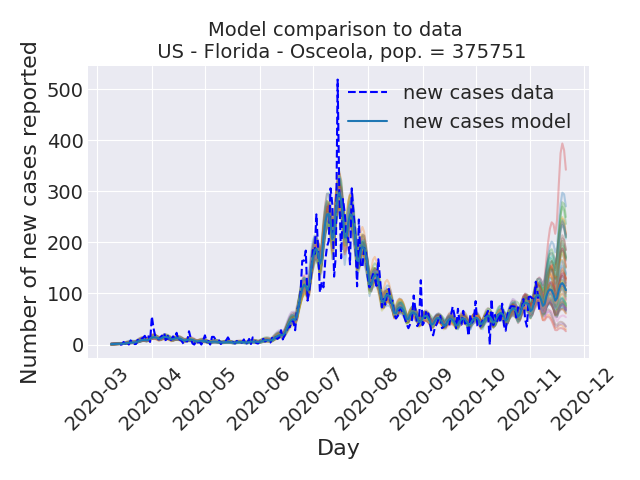 Model comparison to data
US - Florida - Osceola, pop. = 375751
new cases data
new cases model
Number of new cases reported
500
400
300
200
100
0
2020-03
2020-04
2020-05
2020-06
2020-07
2020-08
2020-09
2020-10
2020-11
2020-12
Day